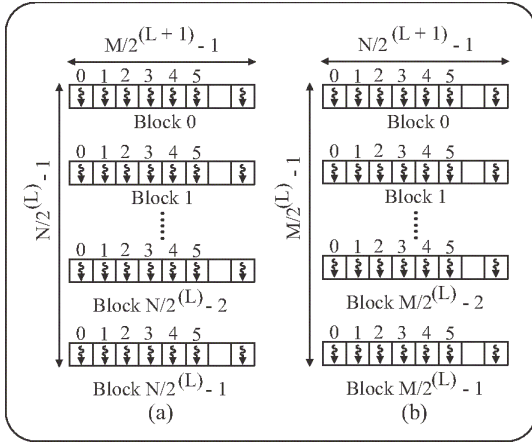 M/2^(L + 1) - 1
0 1 2 3 4 5
Block 0
0 1 2 3 4 5
Block 1
0 1 2 3 4 5
Block N/2^(L) - 2
0 1 2 3 4 5
Block N/2^(L) - 1
N/2^(L) - 1
(a)
N/2^(L + 1) - 1
0 1 2 3 4 5
Block 0
0 1 2 3 4 5
Block 1
0 1 2 3 4 5
Block M/2^(L) - 2
0 1 2 3 4 5
Block M/2^(L) - 1
M/2^(L) - 1
(b)